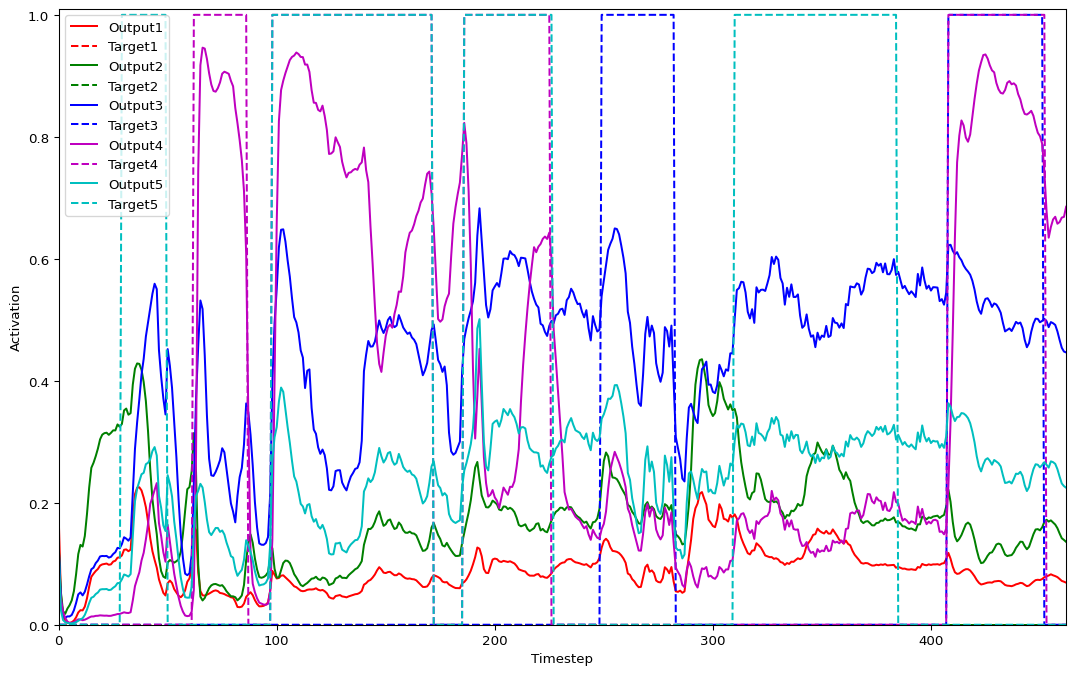 1.0
0.8
0.6
0.4
0.2
0.0
Activation
Output1
Target1
Output2
Target2
Output3
Target3
Output4
Target4
Output5
Target5
0
100
200
300
400
Timestep